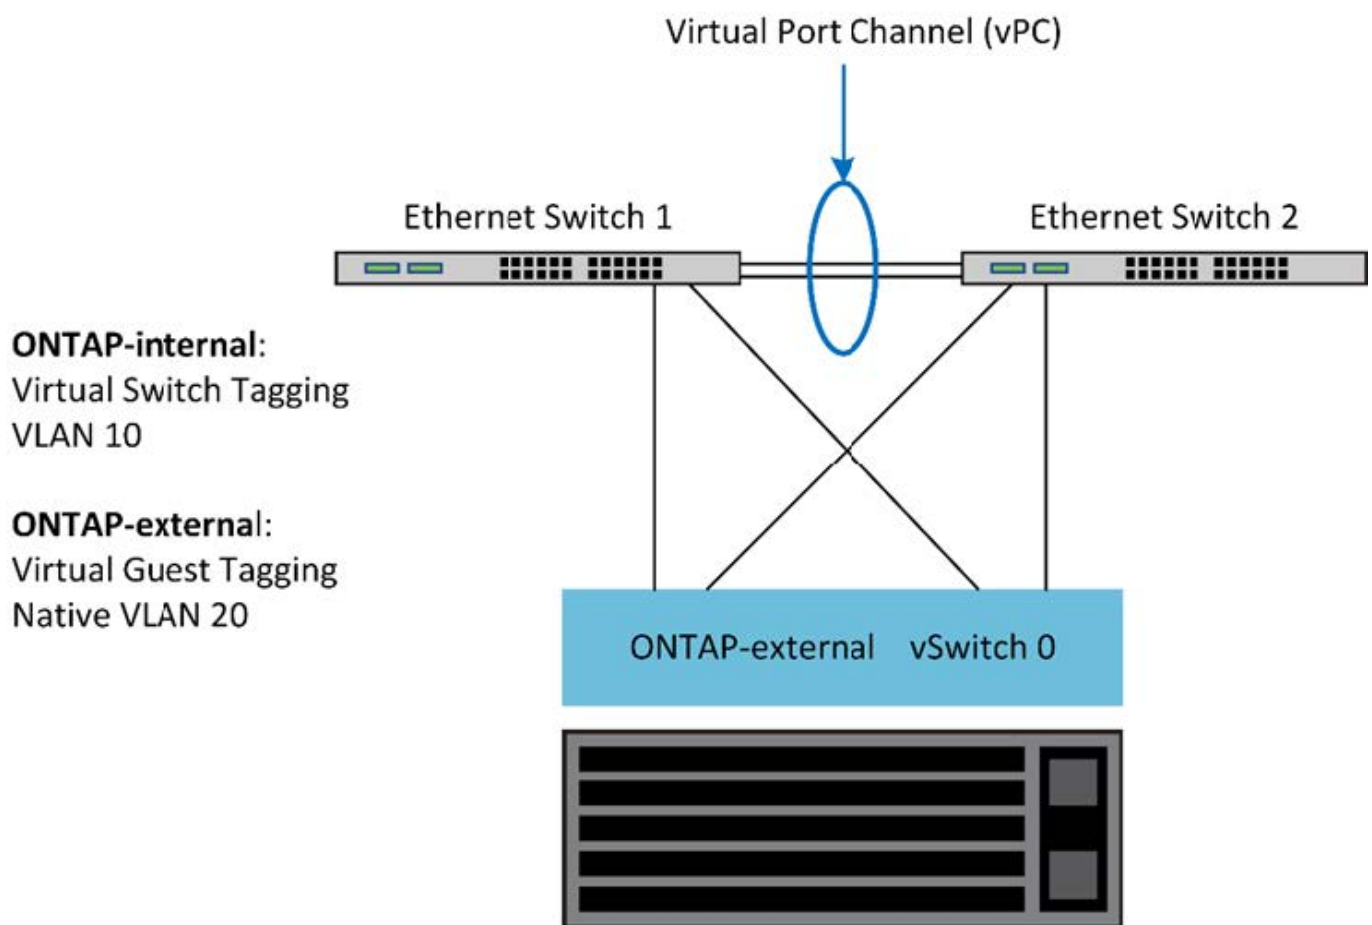 Virtual Port Channel (vPC)
Ethernet Switch 1
Ethernet Switch 2
ONTAP-internal:
Virtual Switch Tagging
VLAN 10
ONTAP-external:
Virtual Guest Tagging
Native VLAN 20
ONTAP-external vSwitch 0